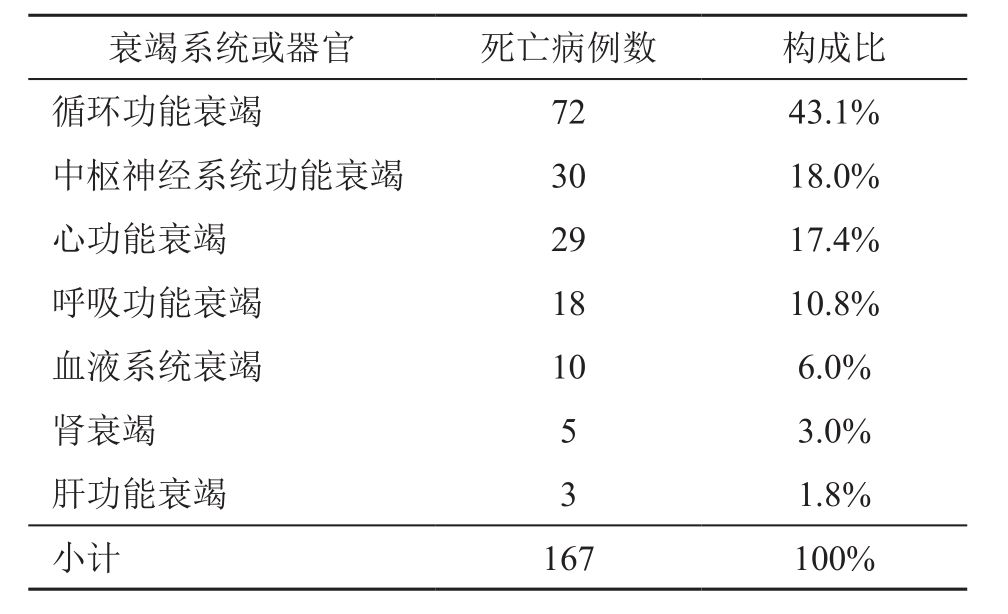 衰竭系统或器官 死亡病例数 构成比
循环功能衰竭 72 43.1%
中枢神经系统功能衰竭 30 18.0%
心功能衰竭 29 17.4%
呼吸功能衰竭 18 10.8%
血液系统衰竭 10 6.0%
肾衰竭 5 3.0%
肝功能衰竭 3 1.8%
小计 167 100%